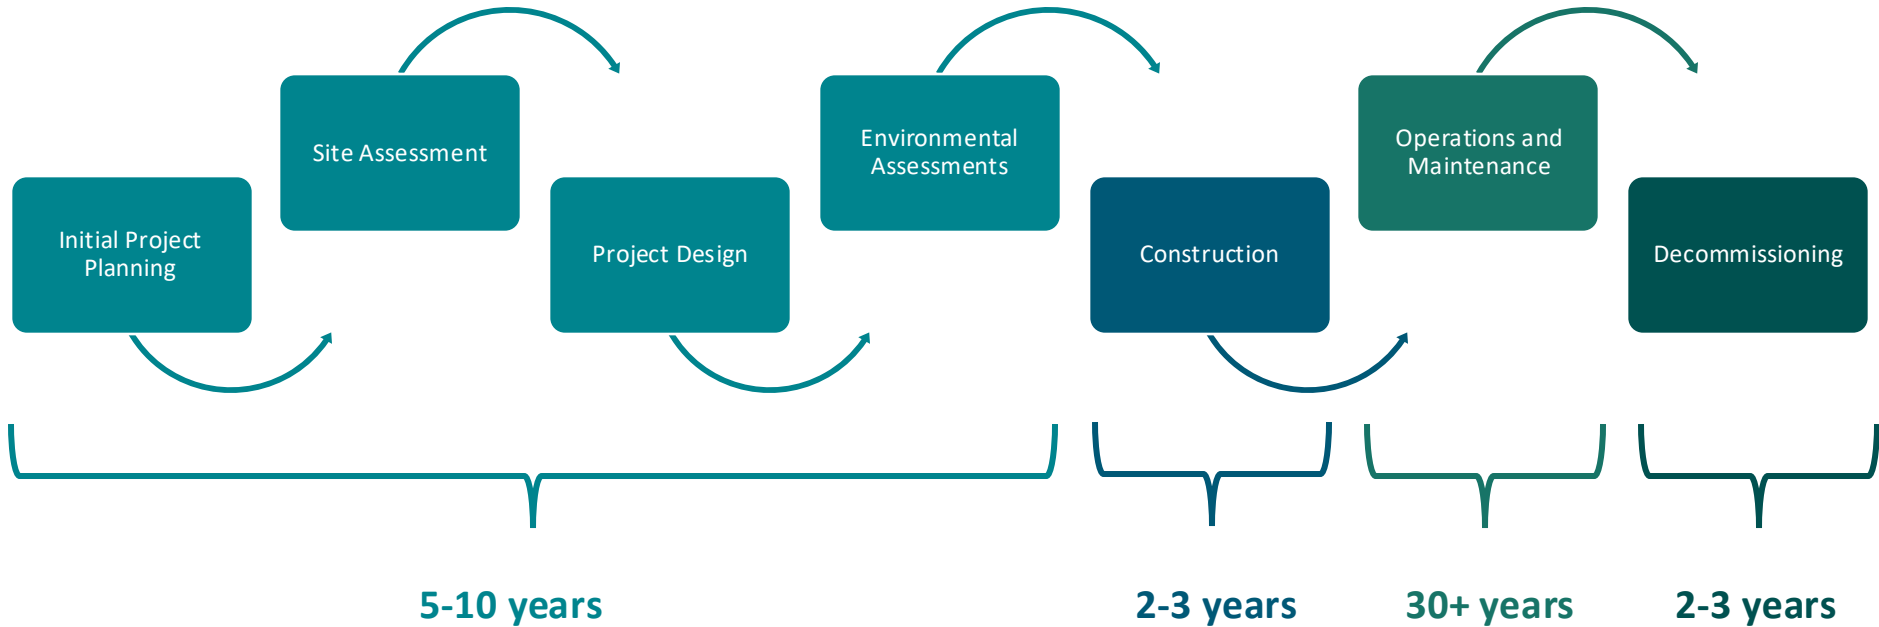 Initial Project
Planning
Site Assessment
Project Design
Environmental
Assessments
Construction
Operations and
Maintenance
Decommissioning
5-10 years
2-3 years
30+ years
2-3 years